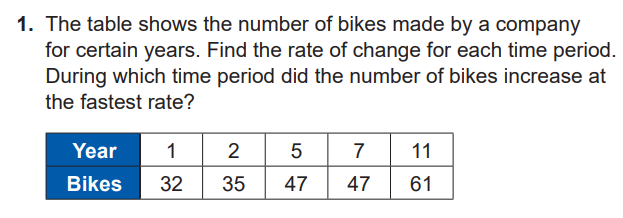 1. The table shows the number of bikes made by a company
for certain years. Find the rate of change for each time period.
During which time period did the number of bikes increase at
the fastest rate?
Year 1 2 5 7 11
Bikes 32 35 47 47 61